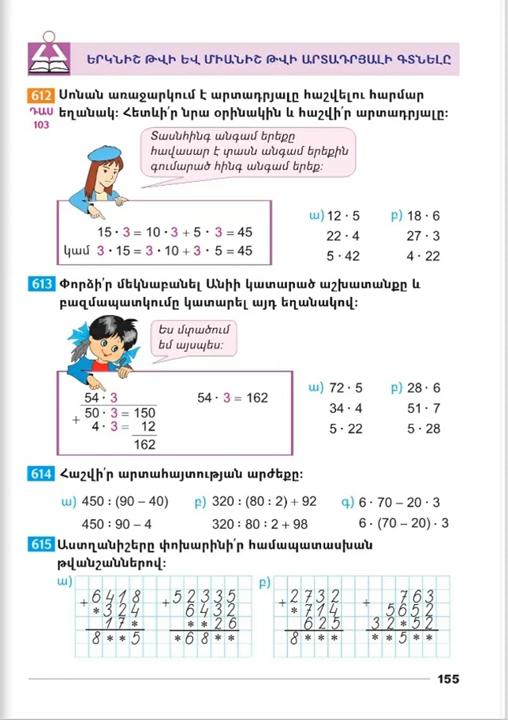 ԵՐԿՆԻՇ ԹՎԻ ԵՎ ՄԻԱՆԻՇ ԹՎԻ ԱՐՏԱԴՐՅԱԼԻ ԳՏՆԵԼԸ
612 Սոնան առաջարկում է արտադրյալը հաշվելու հարմար
ԴԱՍ 103 եղանակ: Հետևի՛ր նրա օրինակին և հաշվի՛ր արտադրյալը:
Տասնհինգ անգամ երեքը
հավասար է տասն անգամ երեքին
գումարած հինգ անգամ երեք:
15 · 3 = 10 · 3 + 5 · 3 = 45
կամ 3 · 15 = 3 · 10 + 3 · 5 = 45
ա) 12 · 5 բ) 18 · 6
22 · 4 27 · 3
5 · 42 4 · 22
613 Փորձի՛ր մեկնաբանել Անիի կատարած աշխատանքը և
բազմապատկումը կատարել այդ եղանակով:
Ես մտածում
եմ այսպես:
54 · 3 54 · 3 = 162
+ 50 · 3 = 150
4 · 3 = 12
162
ա) 72 · 5 բ) 28 · 6
34 · 4 51 · 7
5 · 22 5 · 28
614 Հաշվի՛ր արտահայտության արժեքը:
ա) 450 : (90 – 40) բ) 320 : (80 : 2) + 92 գ) 6 · 70 – 20 · 3
450 : 90 – 4 320 : 80 : 2 + 98 6 · (70 – 20) · 3
615 Աստղանիշերը փոխարինի՛ր համապատասխան
թվանշաններով:
ա) + 6418 + 52335 բ) + 2732 + 763
*324 6432 *714 5652
17* **26 625 32*52
8**5 *68** 8*** **5**
155